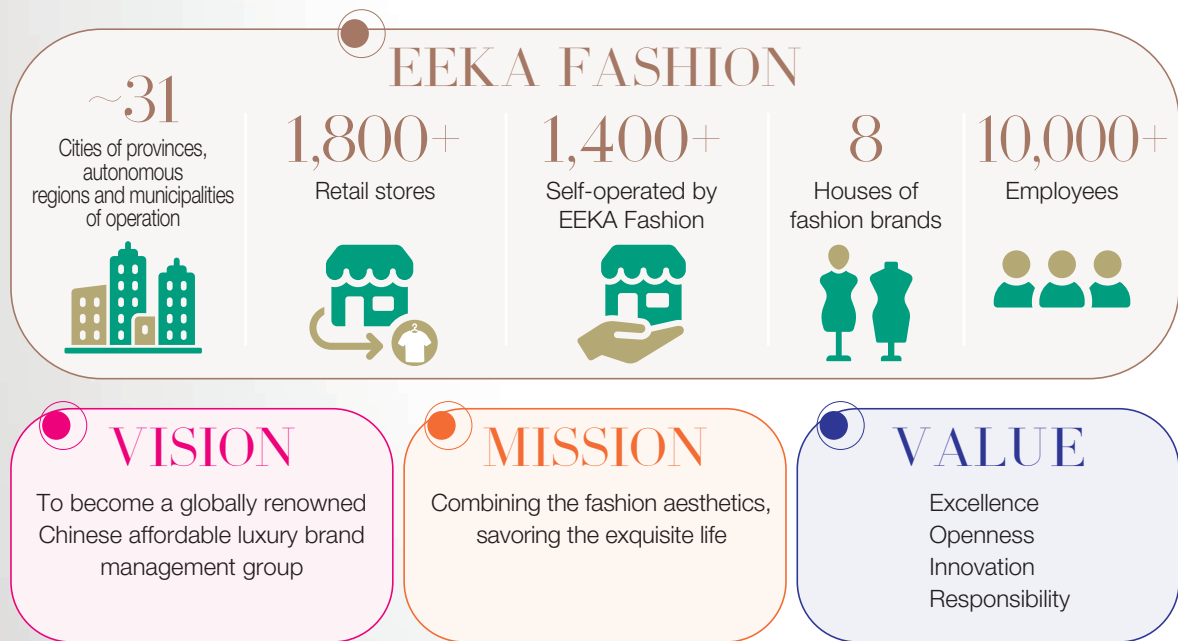 EEKA FASHION
~31
Cities of provinces,
autonomous
regions and municipalities
of operation
1,800+
Retail stores
1,400+
Self-operated by
EEKA Fashion
8
Houses of
fashion brands
10,000+
Employees
VISION
To become a globally renowned
Chinese affordable luxury brand
management group
MISSION
Combining the fashion aesthetics,
savoring the exquisite life
VALUE
Excellence
Openness
Innovation
Responsibility